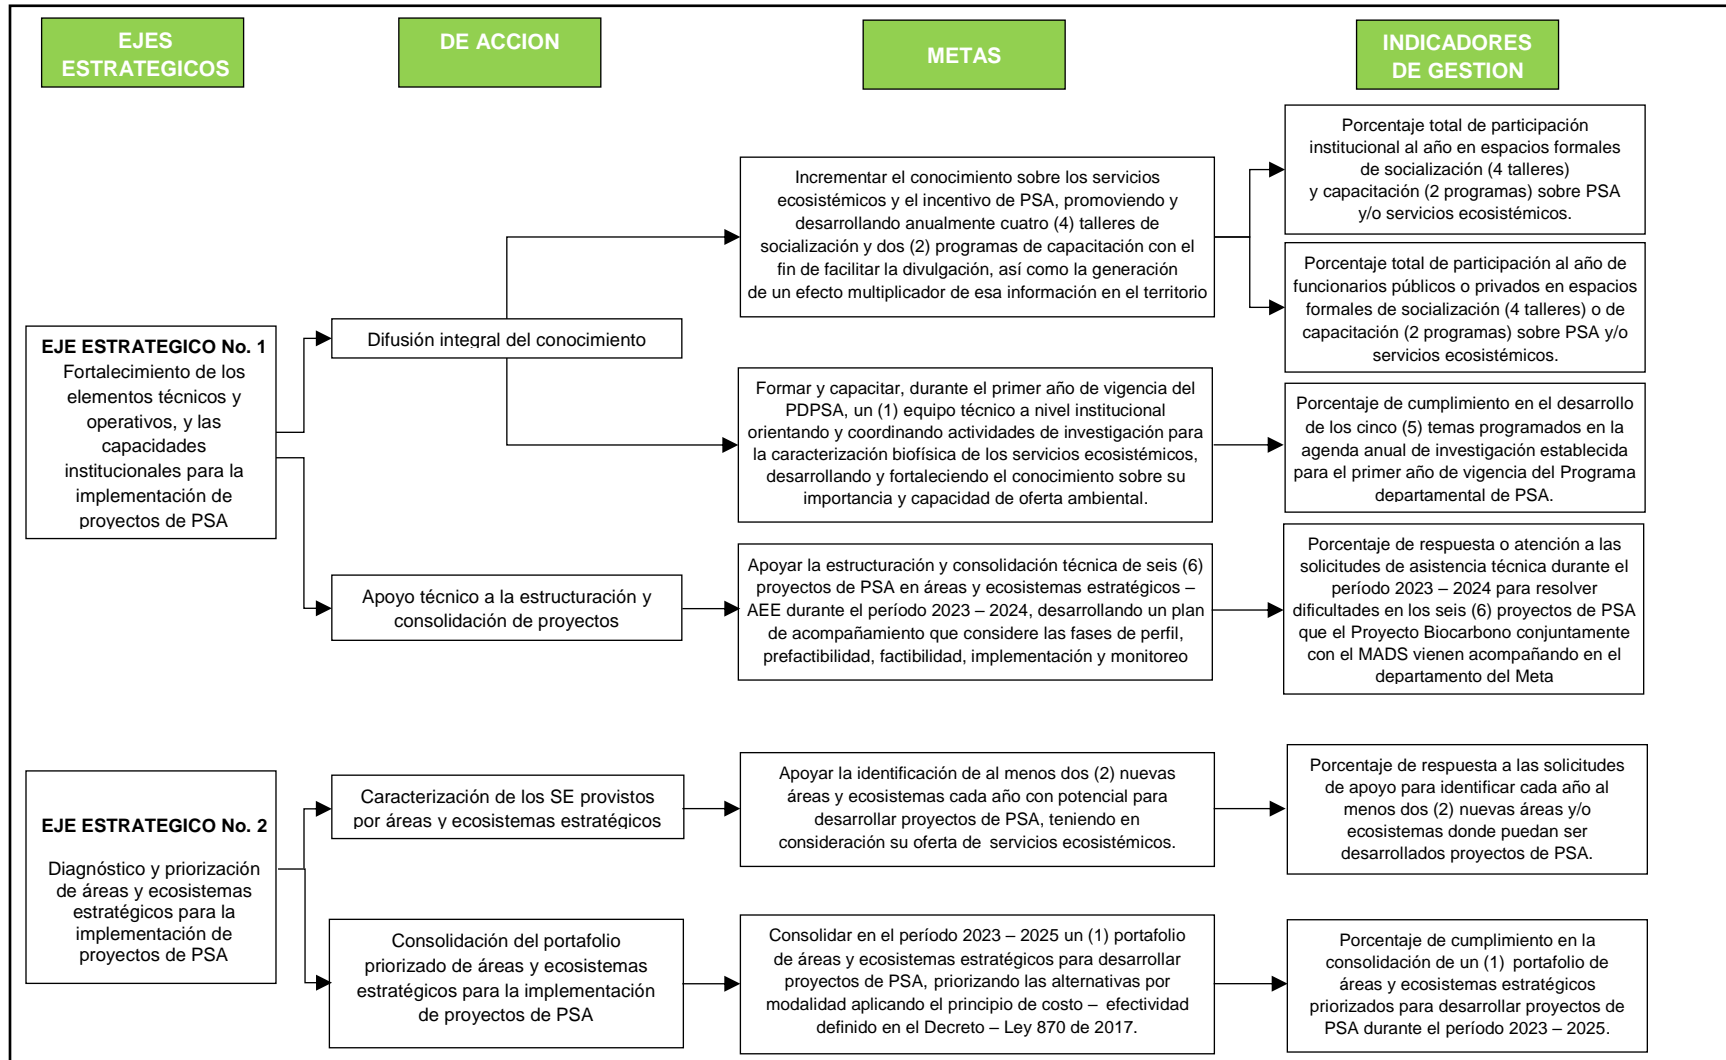 EJES
ESTRATEGICOS
DE ACCION
METAS
INDICADORES
DE GESTION
EJE ESTRATEGICO No. 1
Fortalecimiento de los
elementos técnicos y
operativos, y las
capacidades
institucionales para la
implementación de
proyectos de PSA
Difusión integral del conocimiento
Incrementar el conocimiento sobre los servicios
ecosistémicos y el incentivo de PSA, promoviendo y
desarrollando anualmente cuatro (4) talleres de
socialización y dos (2) programas de capacitación con el
fin de facilitar la divulgación, así como la generación
de un efecto multiplicador de esa información en el territorio
Porcentaje total de participación
institucional al año en espacios formales
de socialización (4 talleres)
y capacitación (2 programas) sobre PSA
y/o servicios ecosistémicos.
Porcentaje total de participación al año de
funcionarios públicos o privados en espacios
formales de socialización (4 talleres) o de
capacitación (2 programas) sobre PSA y/o
servicios ecosistémicos.
Formar y capacitar, durante el primer año de vigencia del
PDPSA, un (1) equipo técnico a nivel institucional
orientando y coordinando actividades de investigación para
la caracterización biofísica de los servicios ecosistémicos,
desarrollando y fortaleciendo el conocimiento sobre su
importancia y capacidad de oferta ambiental.
Porcentaje de cumplimiento en el desarrollo
de los cinco (5) temas programados en la
agenda anual de investigación establecida
para el primer año de vigencia del Programa
departamental de PSA.
Apoyo técnico a la estructuración y
consolidación de proyectos
Apoyar la estructuración y consolidación técnica de seis (6)
proyectos de PSA en áreas y ecosistemas estratégicos –
AEE durante el período 2023 – 2024, desarrollando un plan
de acompañamiento que considere las fases de perfil,
prefactibilidad, factibilidad, implementación y monitoreo
Porcentaje de respuesta o atención a las
solicitudes de asistencia técnica durante el
período 2023 – 2024 para resolver
dificultades en los seis (6) proyectos de PSA
que el Proyecto Biocarbono conjuntamente
con el MADS vienen acompañando en el
departamento del Meta
EJE ESTRATEGICO No. 2
Diagnóstico y priorización
de áreas y ecosistemas
estratégicos para la
implementación de
proyectos de PSA
Caracterización de los SE provistos
por áreas y ecosistemas estratégicos
Apoyar la identificación de al menos dos (2) nuevas
áreas y ecosistemas cada año con potencial para
desarrollar proyectos de PSA, teniendo en
consideración su oferta de servicios ecosistémicos.
Porcentaje de respuesta a las solicitudes
de apoyo para identificar cada año al
menos dos (2) nuevas áreas y/o
ecosistemas donde puedan ser
desarrollados proyectos de PSA.
Consolidación del portafolio
priorizado de áreas y ecosistemas
estratégicos para la implementación
de proyectos de PSA
Consolidar en el período 2023 – 2025 un (1) portafolio
de áreas y ecosistemas estratégicos para desarrollar
proyectos de PSA, priorizando las alternativas por
modalidad aplicando el principio de costo – efectividad
definido en el Decreto – Ley 870 de 2017.
Porcentaje de cumplimiento en la
consolidación de un (1) portafolio de
áreas y ecosistemas estratégicos
priorizados para desarrollar proyectos de
PSA durante el período 2023 – 2025.